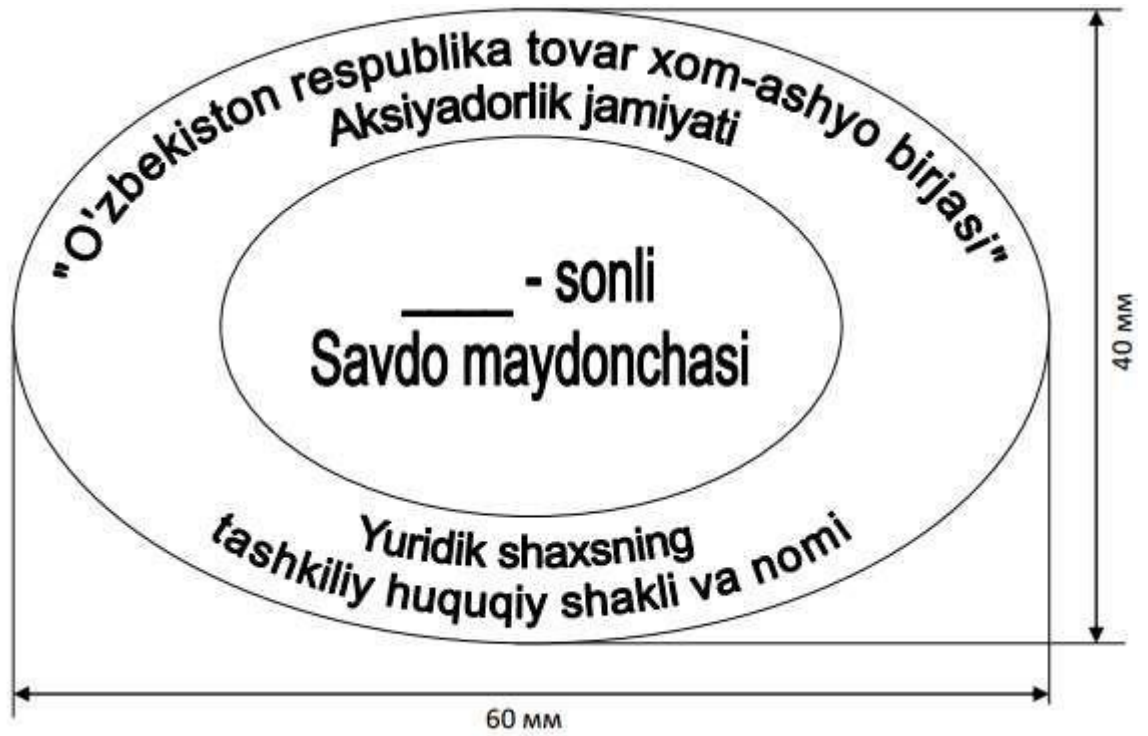 "O'zbekiston respublika tovar xom-ashyo birjasi"
Aksiyadorlik jamiyati
____ - sonli
Savdo maydonchasi
Yuridik shaxsning
tashkiliy huquqiy shakli va nomi
40 мм
60 мм